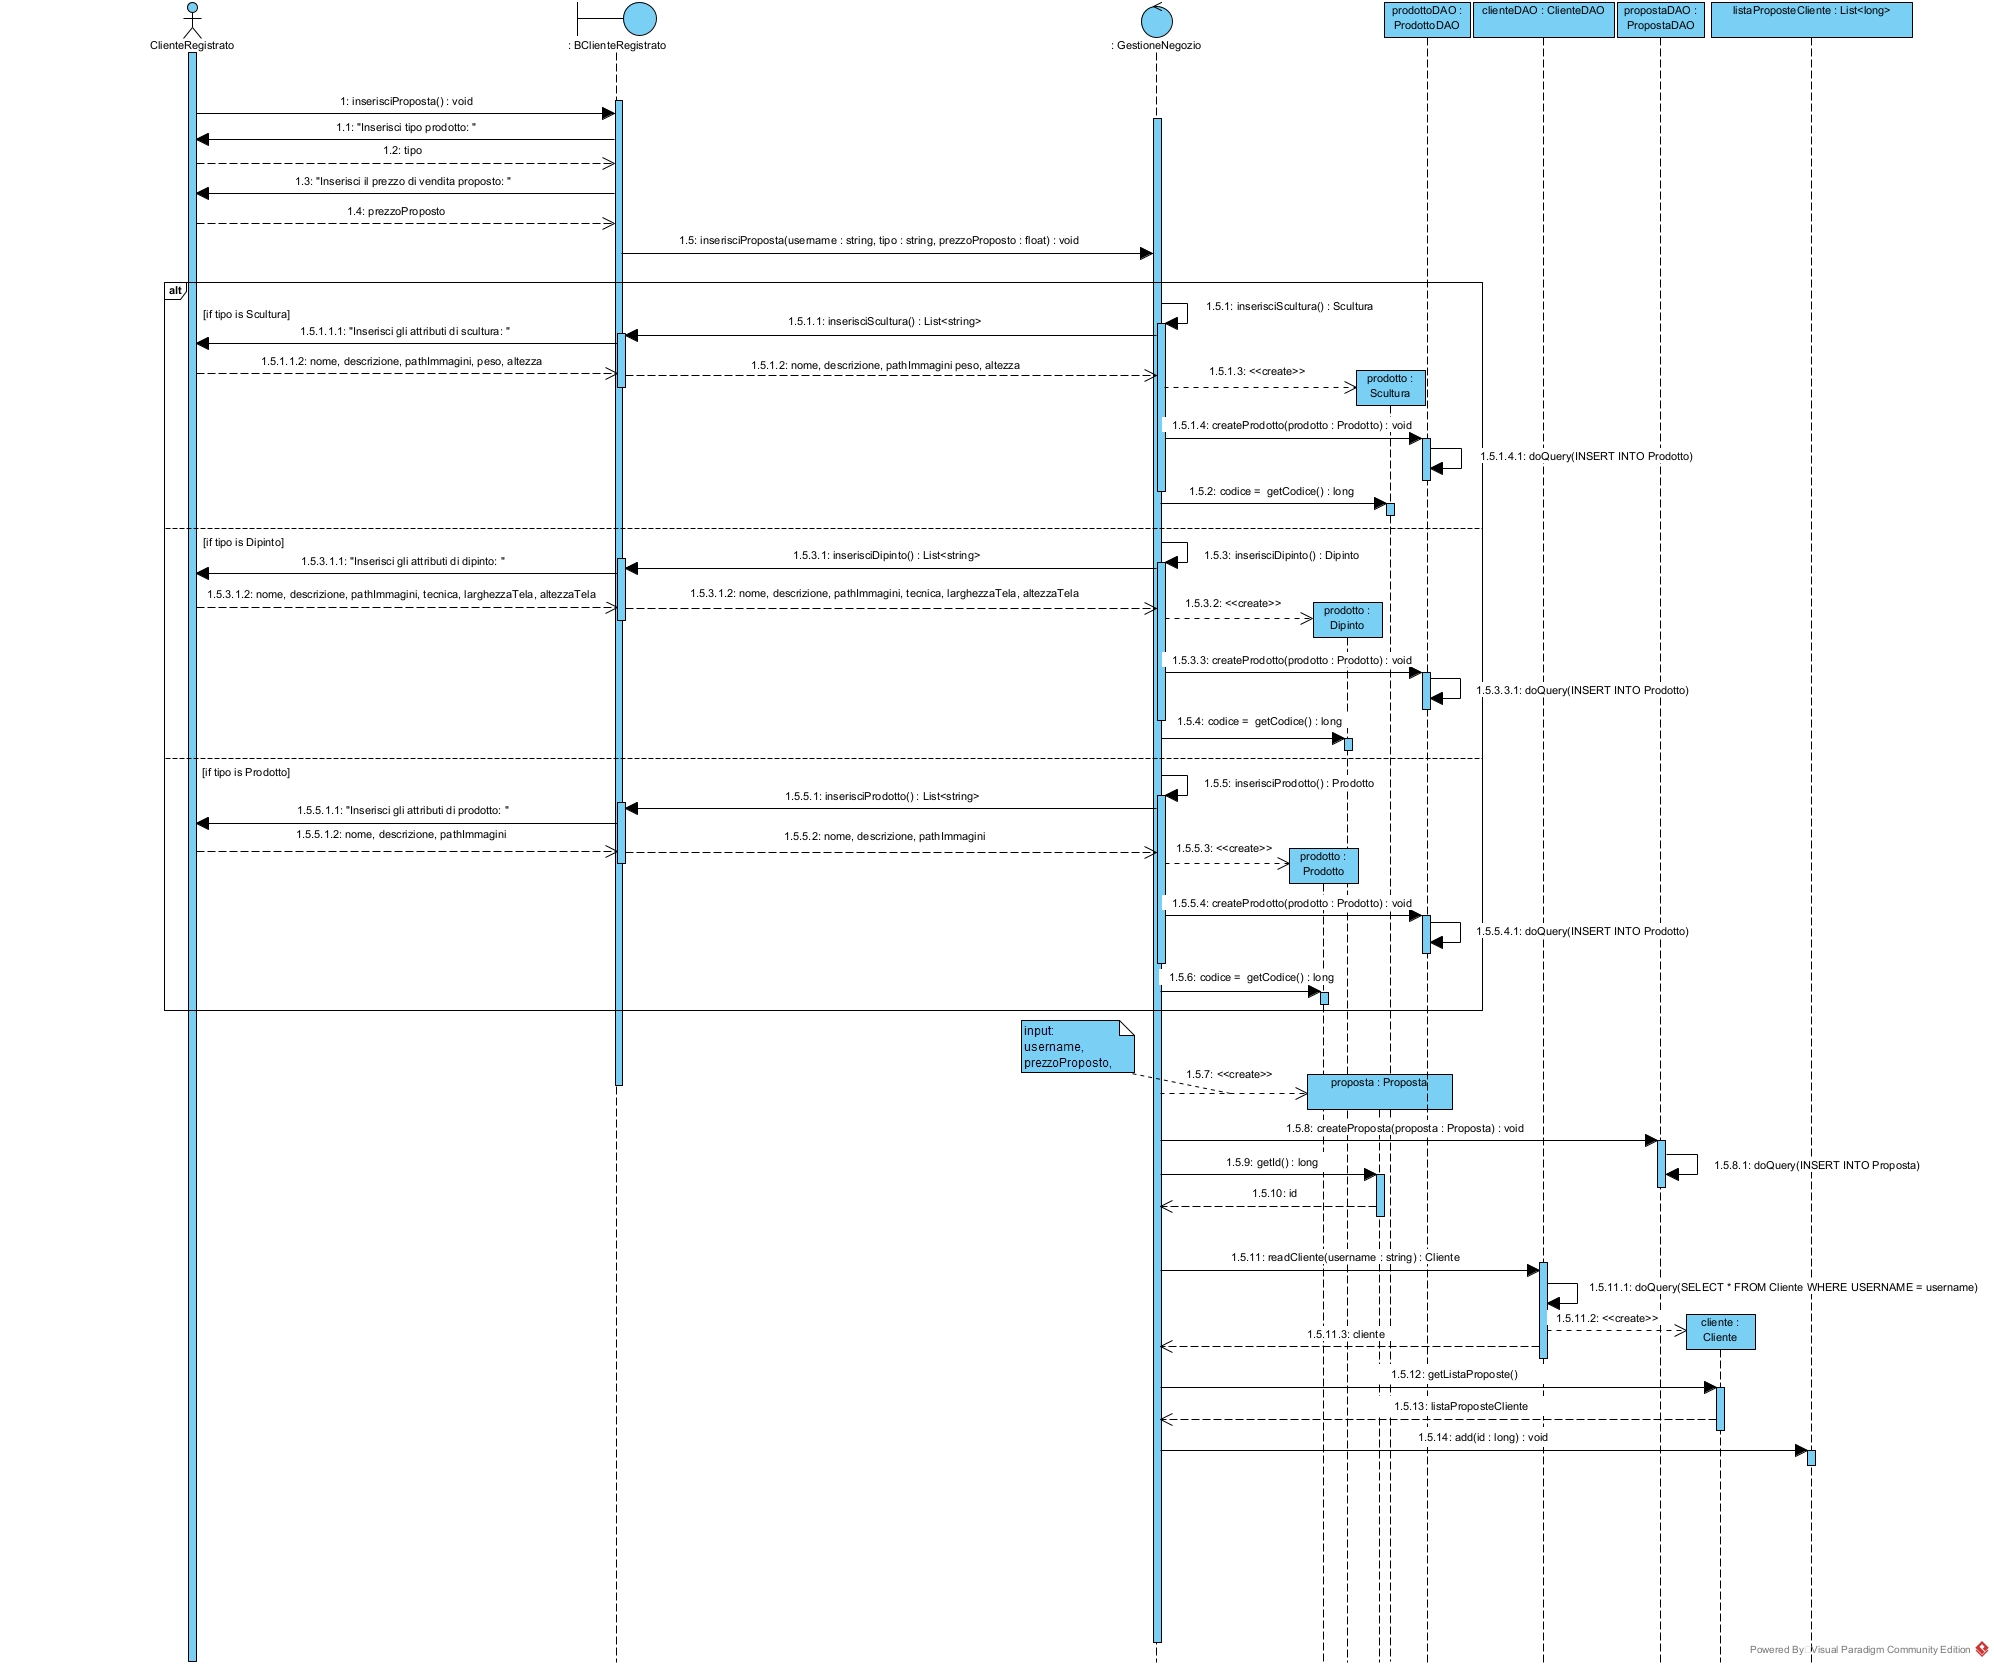 ClienteRegistrato
: BClienteRegistrato
: GestioneNegozio
prodottoDAO :
ProdottoDAO
clienteDAO : ClienteDAO
propostaDAO :
PropostaDAO
listaProposteCliente : List<long>
1: inserisciProposta() : void
1.1: "Inserisci tipo prodotto: "
1.2: tipo
1.3: "Inserisci il prezzo di vendita proposto: "
1.4: prezzoProposto
1.5: inserisciProposta(username : string, tipo : string, prezzoProposto : float) : void
alt
[if tipo is Scultura]
1.5.1: inserisciScultura() : Scultura
1.5.1.1: inserisciScultura() : List<string>
1.5.1.1.1: "Inserisci gli attributi di scultura: "
1.5.1.1.2: nome, descrizione, pathImmagini, peso, altezza
1.5.1.2: nome, descrizione, pathImmagini peso, altezza
1.5.1.3: <<create>>
prodotto :
Scultura
1.5.1.4: createProdotto(prodotto : Prodotto) : void
1.5.1.4.1: doQuery(INSERT INTO Prodotto)
1.5.2: codice =  getCodice() : long
[if tipo is Dipinto]
1.5.3: inserisciDipinto() : Dipinto
1.5.3.1: inserisciDipinto() : List<string>
1.5.3.1.1: "Inserisci gli attributi di dipinto: "
1.5.3.1.2: nome, descrizione, pathImmagini, tecnica, larghezzaTela, altezzaTela
1.5.3.1.2: nome, descrizione, pathImmagini, tecnica, larghezzaTela, altezzaTela
1.5.3.2: <<create>>
prodotto :
Dipinto
1.5.3.3: createProdotto(prodotto : Prodotto) : void
1.5.3.3.1: doQuery(INSERT INTO Prodotto)
1.5.4: codice =  getCodice() : long
[if tipo is Prodotto]
1.5.5: inserisciProdotto() : Prodotto
1.5.5.1: inserisciProdotto() : List<string>
1.5.5.1.1: "Inserisci gli attributi di prodotto: "
1.5.5.1.2: nome, descrizione, pathImmagini
1.5.5.2: nome, descrizione, pathImmagini
1.5.5.3: <<create>>
prodotto :
Prodotto
1.5.5.4: createProdotto(prodotto : Prodotto) : void
1.5.5.4.1: doQuery(INSERT INTO Prodotto)
1.5.6: codice =  getCodice() : long
input:
username,
prezzoProposto,
1.5.7: <<create>>
proposta : Proposta
1.5.8: createProposta(proposta : Proposta) : void
1.5.8.1: doQuery(INSERT INTO Proposta)
1.5.9: getId() : long
1.5.10: id
1.5.11: readCliente(username : string) : Cliente
1.5.11.1: doQuery(SELECT * FROM Cliente WHERE USERNAME = username)
1.5.11.2: <<create>>
cliente :
Cliente
1.5.11.3: cliente
1.5.12: getListaProposte()
1.5.13: listaProposteCliente
1.5.14: add(id : long) : void
Powered By Visual Paradigm Community Edition